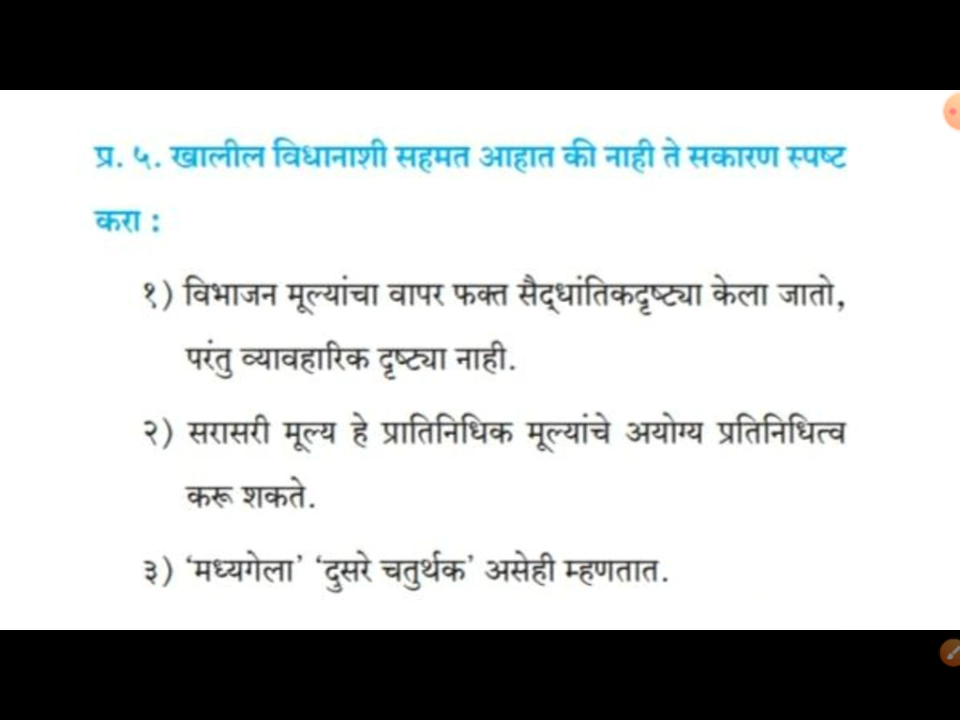 प्र. ५. खालील विधानाशी सहमत आहात की नाही ते सकारण स्पष्ट
करा :
१) विभाजन मूल्यांचा वापर फक्त सैद्धांतिकदृष्ट्या केला जातो,
परंतु व्यावहारिक दृष्ट्या नाही.
२) सरासरी मूल्य हे प्रातिनिधिक मूल्यांचे अयोग्य प्रतिनिधित्व
करू शकते.
३) ‘मध्यगेला’ ‘दुसरे चतुर्थक’ असेही म्हणतात.